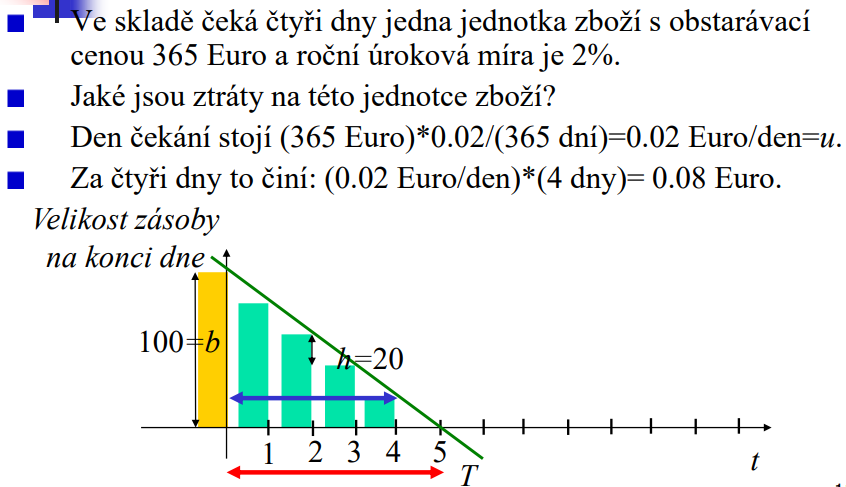 Ve skladě čeká čtyři dny jedna jednotka zboží s obstarávací
cenou 365 Euro a roční úroková míra je 2%.
Jaké jsou ztráty na této jednotce zboží?
Den čekání stojí (365 Euro)*0.02/(365 dní)=0.02 Euro/den=u.
Za čtyři dny to činí: (0.02 Euro/den)*(4 dny)= 0.08 Euro.
Velikost zásoby
na konci dne
100=b
h=20
1 2 3 4 5
T
t